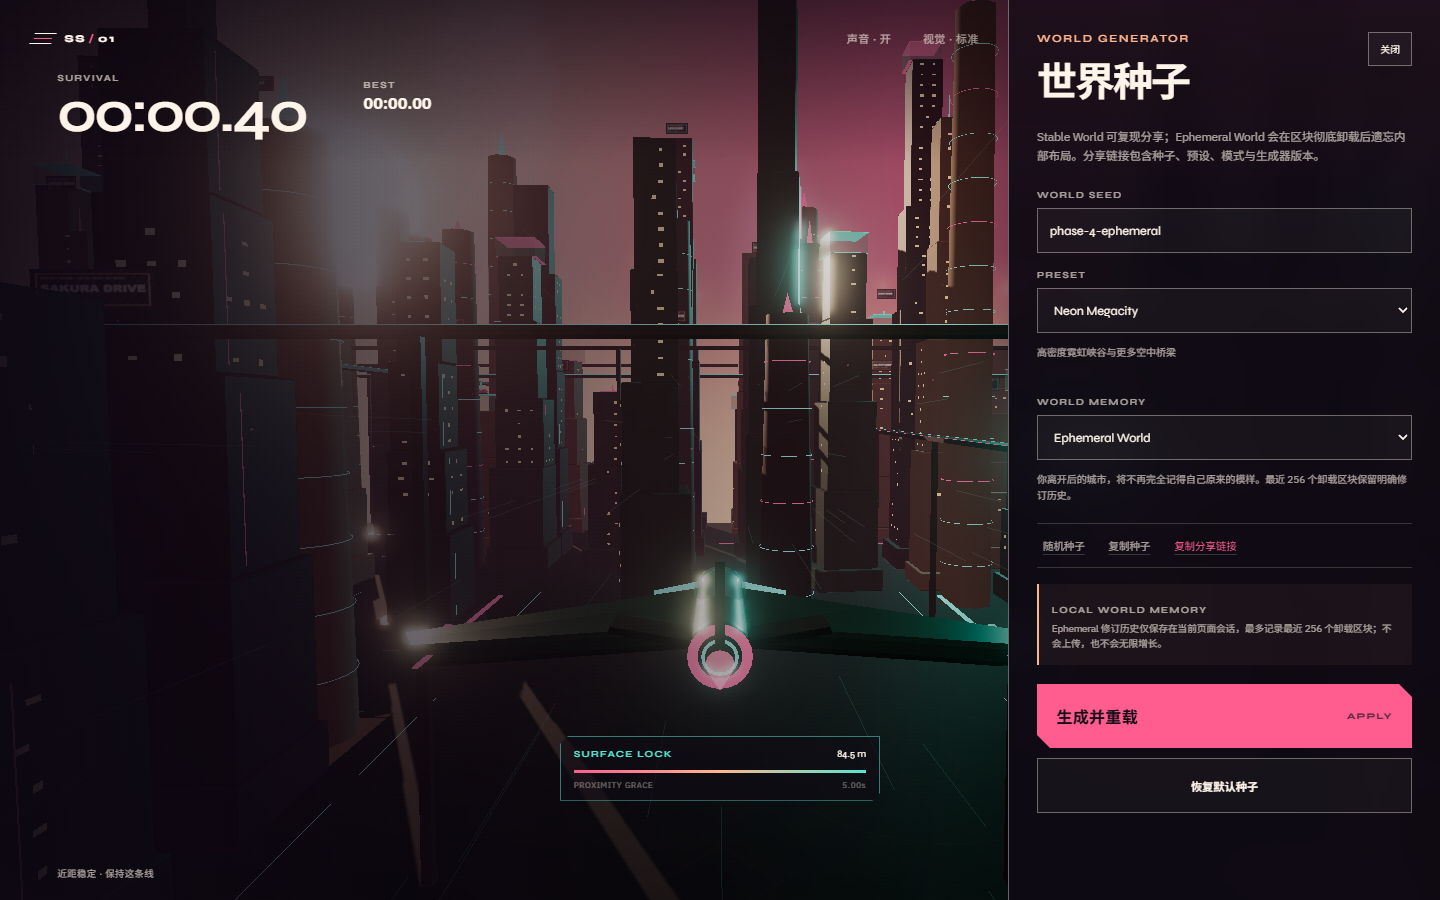 SS / 01
声音 · 开
视觉 · 标准
SURVIVAL
00:00.40
BEST
00:00.00
SAKURA DRIVE
SURFACE LOCK
84.5 m
PROXIMITY GRACE
5.00s
近距稳定 · 保持这条线
WORLD GENERATOR
关闭
世界种子
Stable World 可复现分享；Ephemeral World 会在区块彻底卸载后遗忘内
部布局。分享链接包含种子、预设、模式与生成器版本。
WORLD SEED
phase-4-ephemeral
PRESET
Neon Megacity
高密度霓虹峡谷与更多空中桥梁
WORLD MEMORY
Ephemeral World
你离开后的城市，将不再完全记得自己原来的模样。最近 256 个卸载区块保留明确修
订历史。
随机种子
复制种子
复制分享链接
LOCAL WORLD MEMORY
Ephemeral 修订历史仅保存在当前页面会话，最多记录最近 256 个卸载区块；不
会上传，也不会无限增长。
生成并重载
APPLY
恢复默认种子